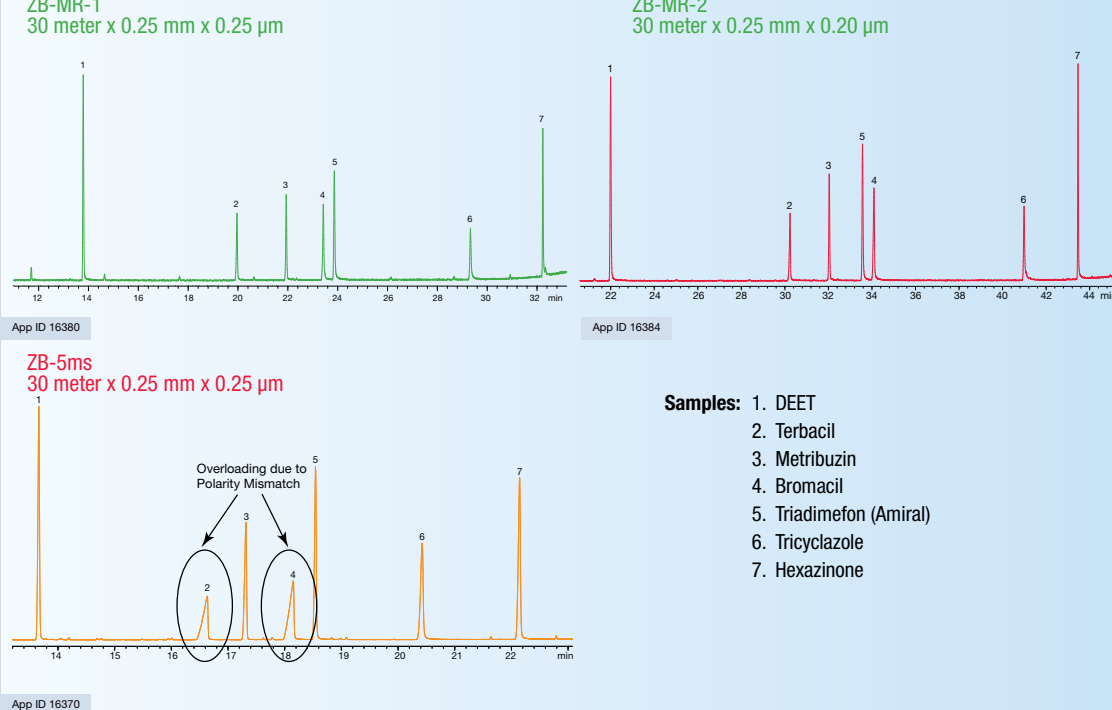 ZB-MR-1
30 meter x 0.25 mm x 0.25 µm
1
2
3
4
5
6
7
12 14 16 18 20 22 24 26 28 30 32 min
App ID 16380
ZB-MR-2
30 meter x 0.25 mm x 0.20 µm
1
2
3
5
4
6
7
22 24 26 28 30 32 34 36 38 40 42 44
App ID 16384
ZB-5ms
30 meter x 0.25 mm x 0.25 µm
1
Overloading due to
Polarity Mismatch
2
3
4
5
6
7
14 15 16 17 18 19 20 21 22 min
App ID 16370
Samples: 1. DEET
2. Terbacil
3. Metribuzin
4. Bromacil
5. Triadimefon (Amiral)
6. Tricyclazole
7. Hexazinone